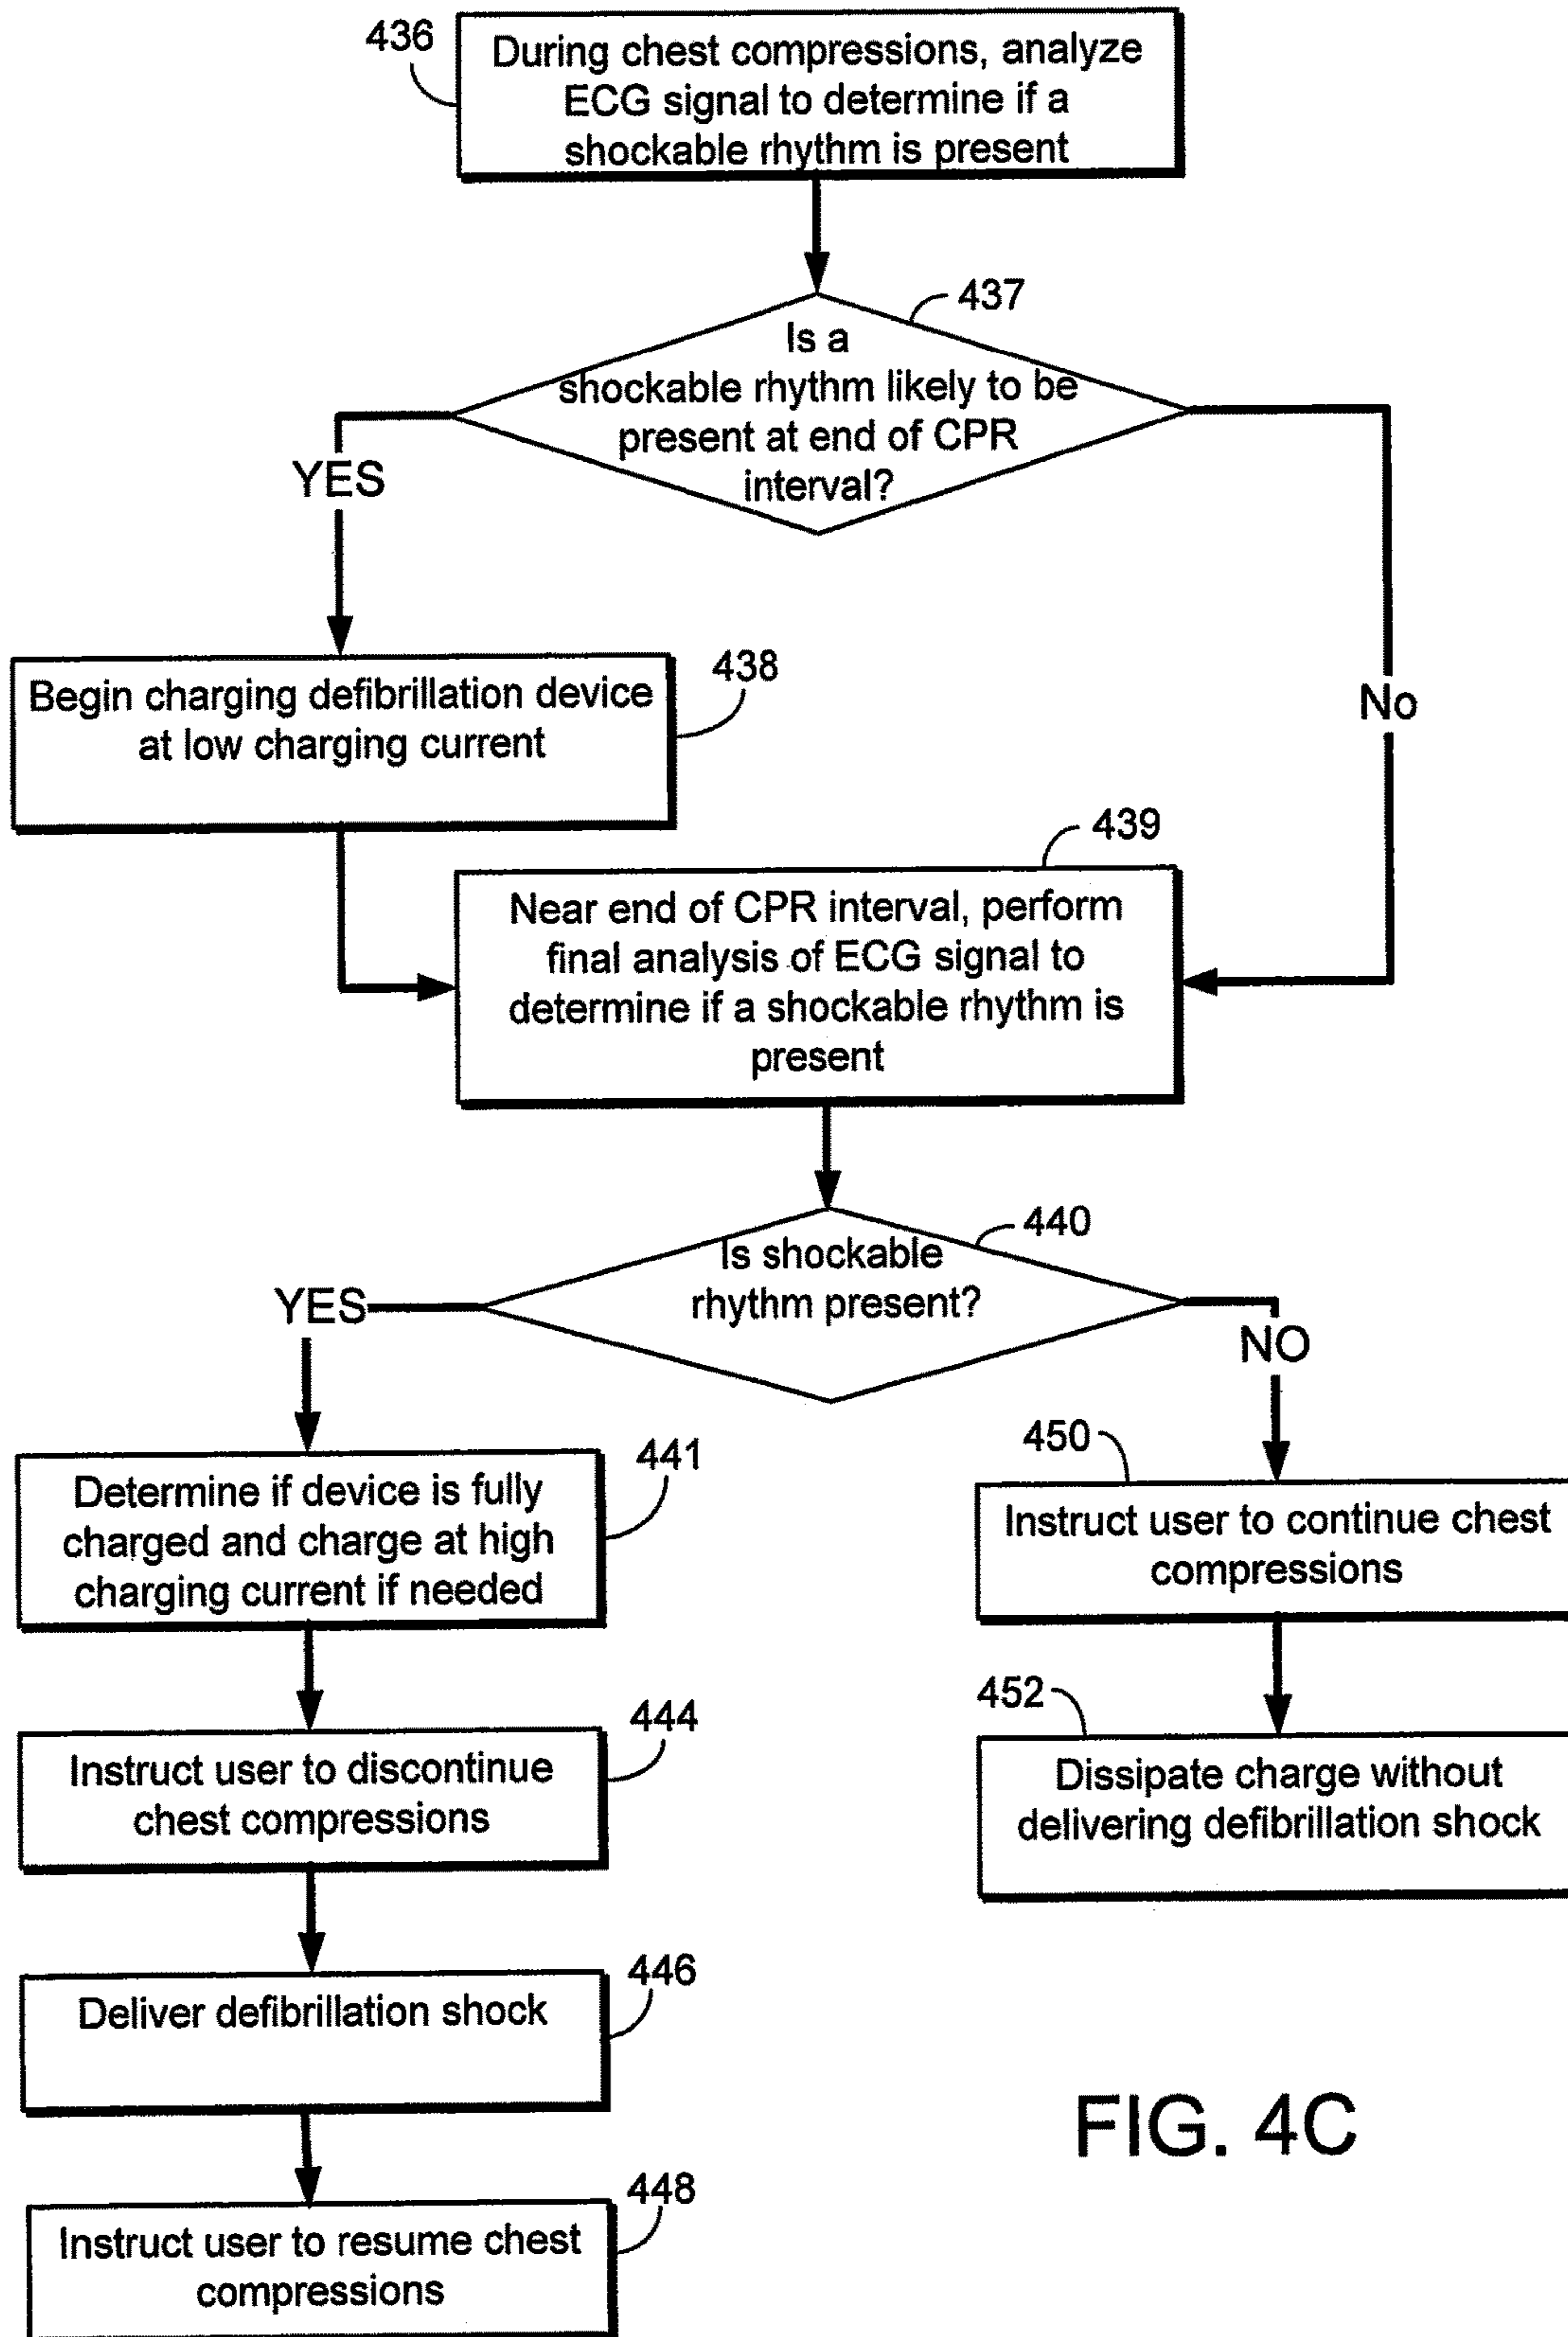 436
During chest compressions, analyze
ECG signal to determine if a
shockable rhythm is present
437
Is a
shockable rhythm likely to be
present at end of CPR
interval?
YES
No
438
Begin charging defibrillation device
at low charging current
439
Near end of CPR interval, perform
final analysis of ECG signal to
determine if a shockable rhythm is
present
440
Is shockable
rhythm present?
YES
NO
441
Determine if device is fully
charged and charge at high
charging current if needed
450
Instruct user to continue chest
compressions
444
Instruct user to discontinue
chest compressions
452
Dissipate charge without
delivering defibrillation shock
446
Deliver defibrillation shock
448
Instruct user to resume chest
compressions
FIG. 4C